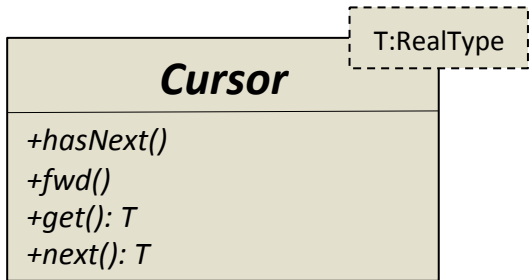 T:RealType
Cursor
+hasNext()
+fwd()
+get(): T
+next(): T